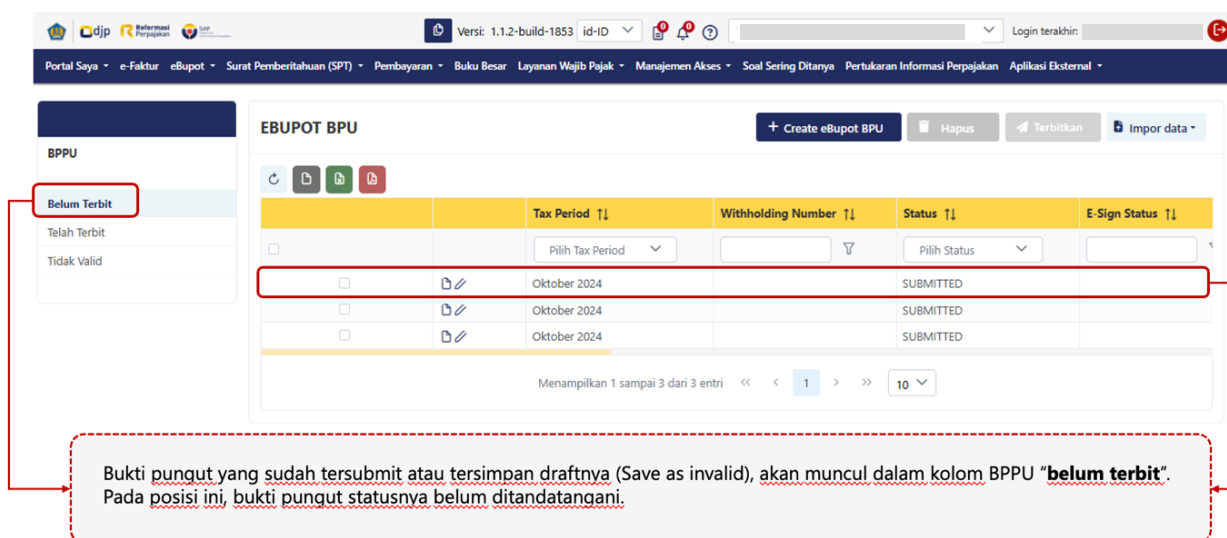 djp Reformasi Perpajakan SIAP
Versi: 1.1.2-build-1853 id-ID 0 0 Login terakhir:
Portal Saya e-Faktur eBupot Surat Pemberitahuan (SPT) Pembayaran Buku Besar Layanan Wajib Pajak Manajemen Akses Soal Sering Ditanya Pertukaran Informasi Perpajakan Aplikasi Eksternal
EBUPOT BPU + Create eBupot BPU Hapus Terbitkan Impor data
BPPU
Belum Terbit
Telah Terbit
Tidak Valid
Tax Period Withholding Number Status E-Sign Status
Pilih Tax Period Pilih Status
Oktober 2024 SUBMITTED
Oktober 2024 SUBMITTED
Oktober 2024 SUBMITTED
Menampilkan 1 sampai 3 dari 3 entri << < 1 > >> 10
Bukti pungut yang sudah tersubmit atau tersimpan draftnya (Save as invalid), akan muncul dalam kolom BPPU “belum terbit”.
Pada posisi ini, bukti pungut statusnya belum ditandatangani.